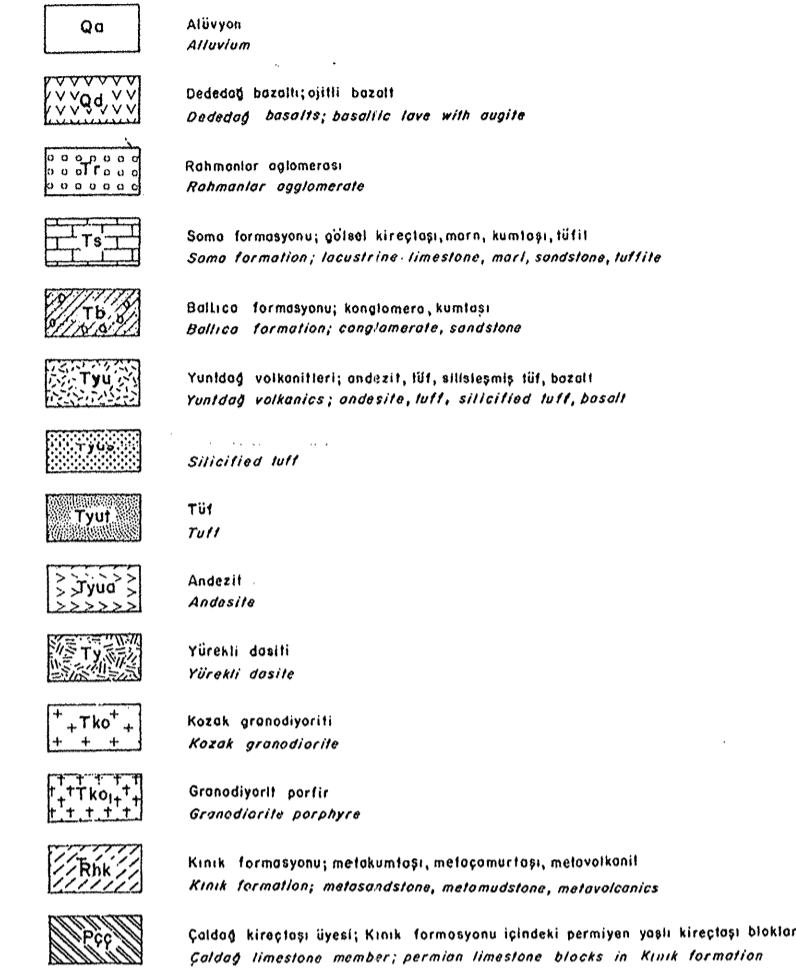 Qa
Alüvyon
Alluvium
Qd
Dededağ bazaltı; ojitli bazalt
Dededağ basalts; basaltic lave with augite
Tr
Rahmanlar aglomerası
Rahmanlar agglomerate
Ts
Soma formasyonu; gölsel kireçtaşı, marn, kumtaşı, tüfit
Soma formation; lacustrine limestone, marl, sandstone, tuffite
Tb
Ballıca formasyonu; konglomera, kumtaşı
Ballıca formation; conglomerate, sandstone
Tyu
Yuntdağ volkanitleri; andezit, tüf, silisleşmiş tüf, bazalt
Yuntdağ volcanics; andesite, tuff, silicified tuff, basalt
Tyus
Silicified tuff
Tyut
Tüf
Tuff
Tyua
Andezit
Andesite
Ty
Yürekli dasiti
Yürekli dasite
Tko
Kozak granodiyoriti
Kozak granodiorite
Tko1
Granodiyorit porfir
Granodiorite porphyre
Rhk
Kınık formasyonu; metakumtaşı, metaçamurtaşı, metavolkanit
Kınık formation; metasandstone, metamudstone, metavolcanics
Pçç
Çaldağ kireçtaşı üyesi; Kınık formasyonu içindeki permiyen yaşlı kireçtaşı bloklar
Çaldağ limestone member; permian limestone blocks in Kınık formation